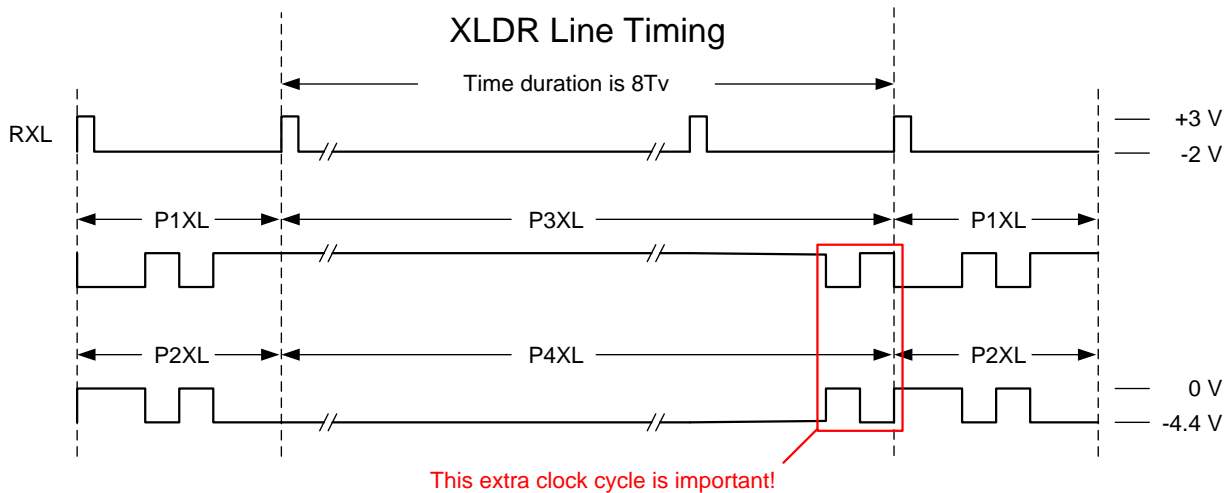 XLDR Line Timing
Time duration is 8Tv
RXL
+3 V
-2 V
P1XL
P3XL
P1XL
P2XL
P4XL
P2XL
0 V
-4.4 V
This extra clock cycle is important!